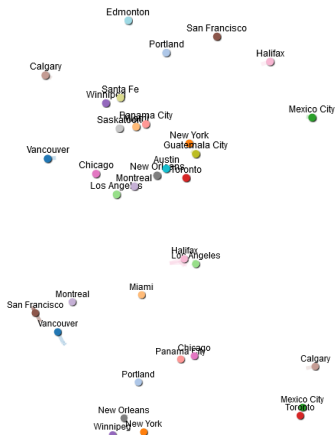 Edmonton
San Francisco
Portland
Halifax
Calgary
Santa Fe
Winnipeg
Mexico City
Panama City
Saskatoon
New York
Guatemala City
Vancouver
Austin
New Orleans
Chicago
Toronto
Montreal
Los Angeles
Halifax
Los Angeles
Miami
Montreal
San Francisco
Vancouver
Chicago
Panama City
Calgary
Portland
Mexico City
Toronto
New Orleans
New York
Winnipeg